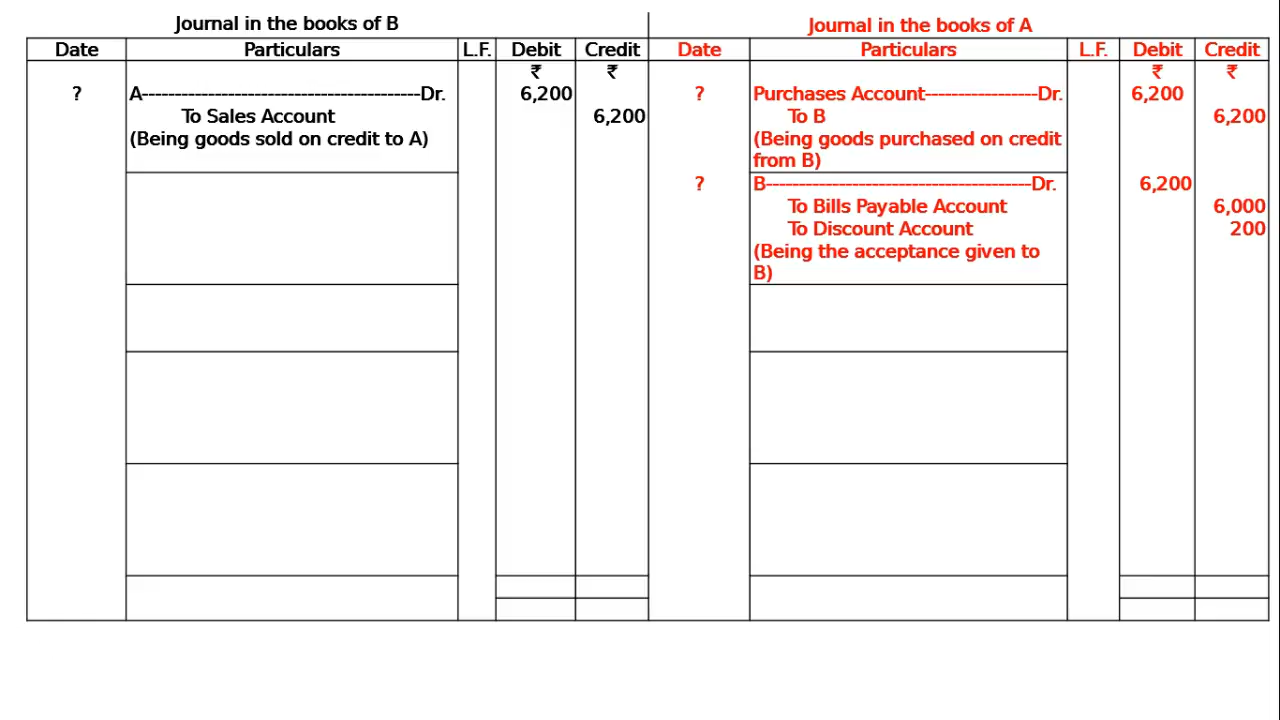 Journal in the books of B
Journal in the books of A
Date Particulars L.F. Debit Credit Date Particulars L.F. Debit Credit
₹ ₹ ₹ ₹
? A------------------------------------------Dr. 6,200 ? Purchases Account-----------------Dr. 6,200
To Sales Account 6,200 To B 6,200
(Being goods sold on credit to A) (Being goods purchased on credit
from B)
? B----------------------------------------Dr. 6,200
To Bills Payable Account 6,000
To Discount Account 200
(Being the acceptance given to
B)